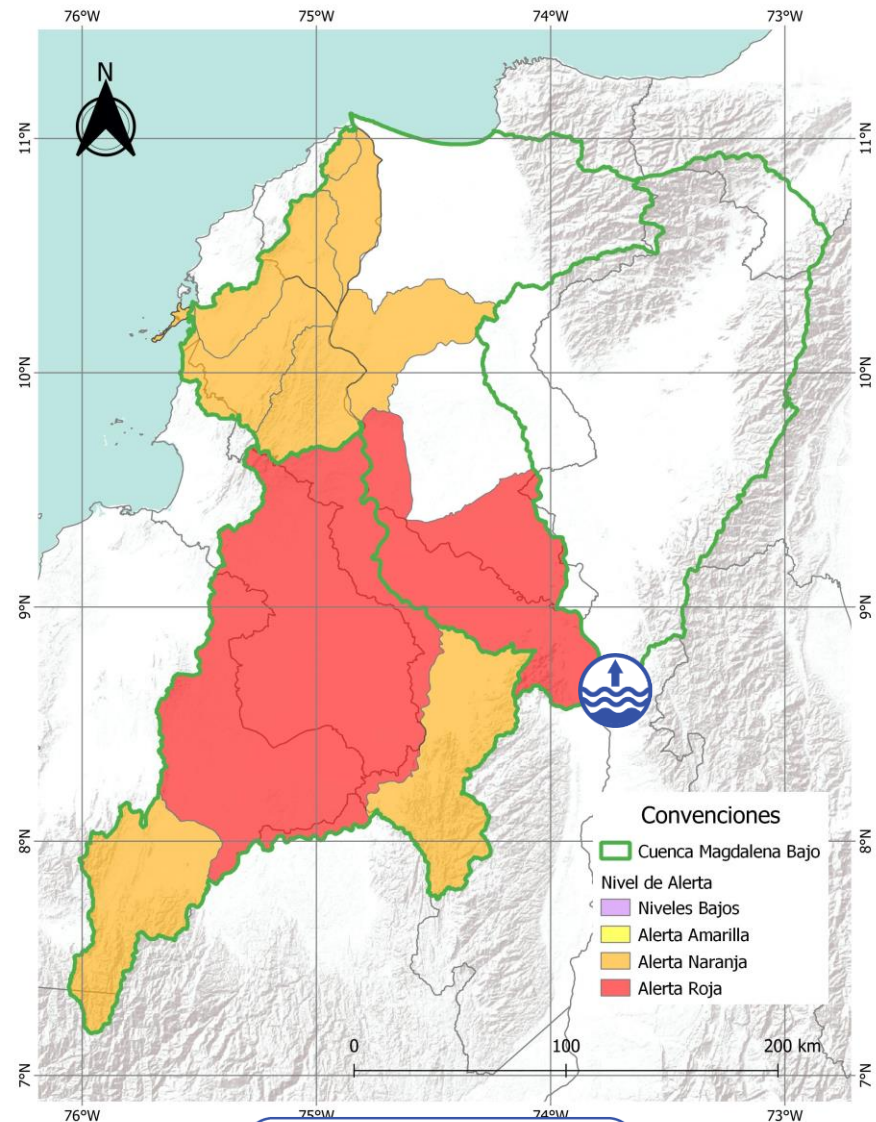 76°W 75°W 74°W 73°W
N
11°N 11°N
10°N 10°N
9°N 9°N
Convenciones
8°N 8°N
Cuenca Magdalena Bajo
Nivel de Alerta
Niveles Bajos
Alerta Amarilla
Alerta Naranja
Alerta Roja
0 100 200 km
7°N 7°N
76°W 75°W 74°W 73°W